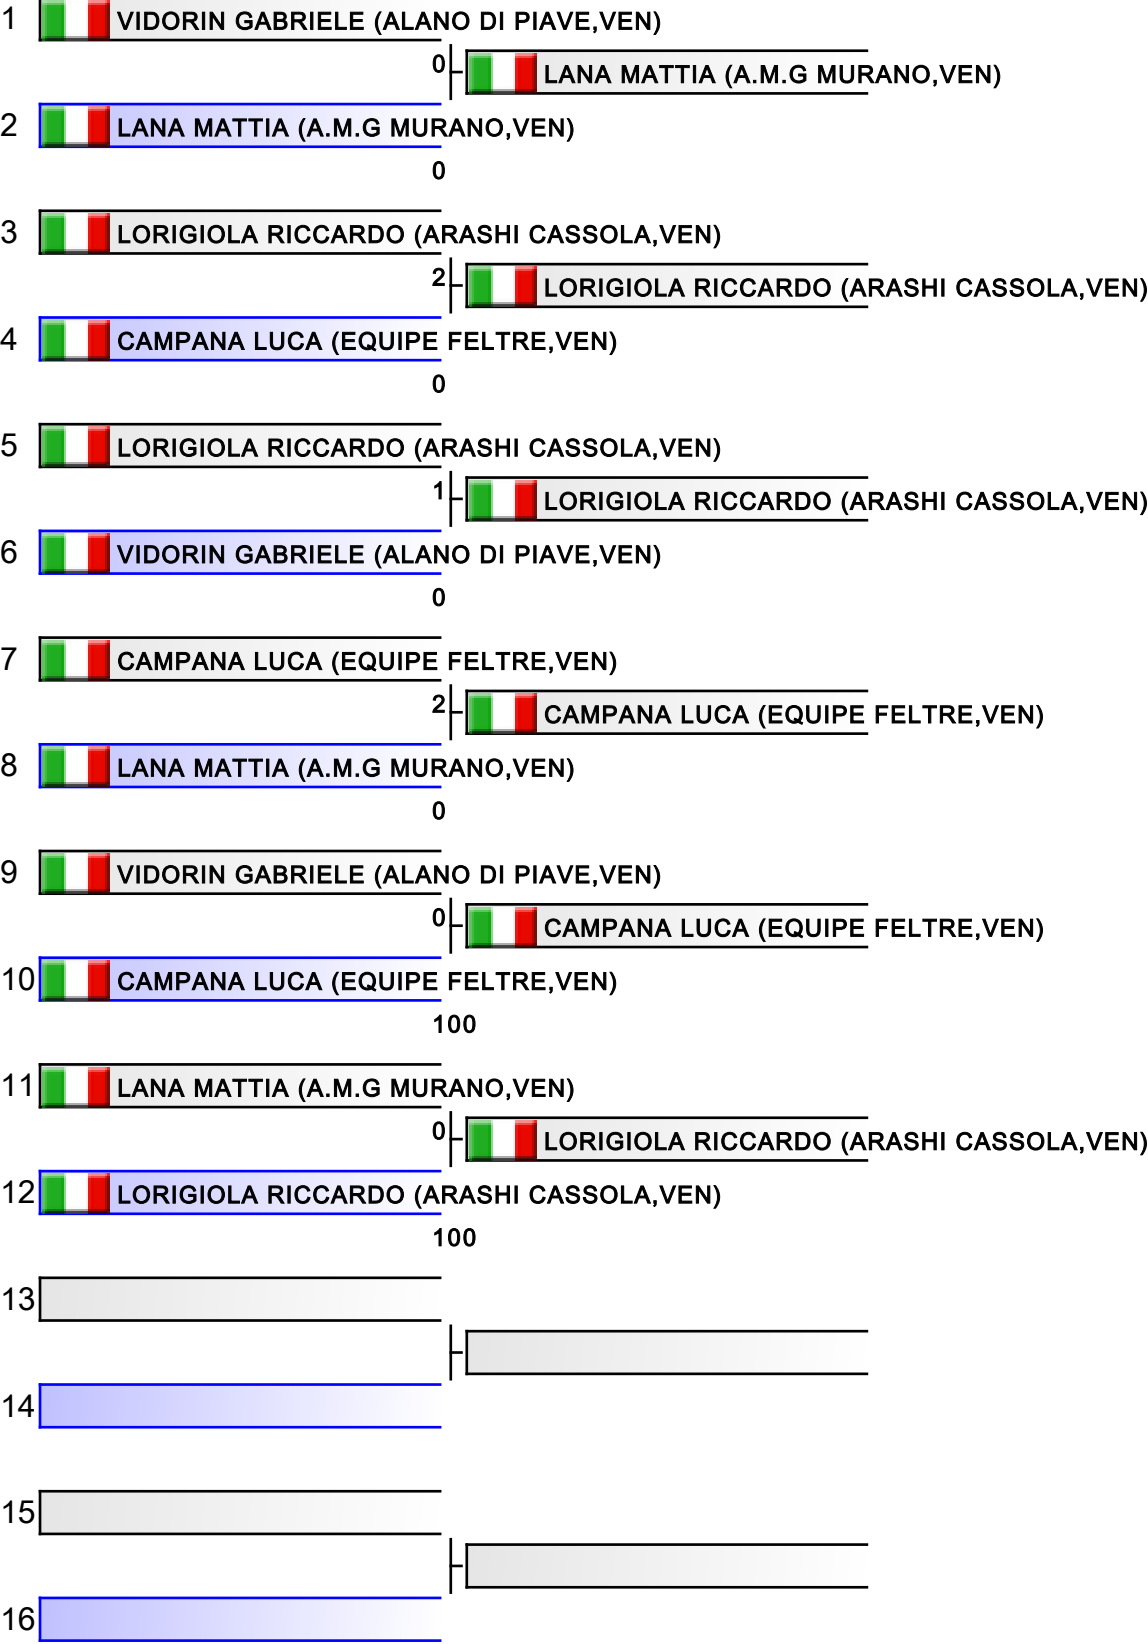 1 VIDORIN GABRIELE (ALANO DI PIAVE,VEN)
0 LANA MATTIA (A.M.G MURANO,VEN)
2 LANA MATTIA (A.M.G MURANO,VEN)
0
3 LORIGIOLA RICCARDO (ARASHI CASSOLA,VEN)
2 LORIGIOLA RICCARDO (ARASHI CASSOLA,VEN)
4 CAMPANA LUCA (EQUIPE FELTRE,VEN)
0
5 LORIGIOLA RICCARDO (ARASHI CASSOLA,VEN)
1 LORIGIOLA RICCARDO (ARASHI CASSOLA,VEN)
6 VIDORIN GABRIELE (ALANO DI PIAVE,VEN)
0
7 CAMPANA LUCA (EQUIPE FELTRE,VEN)
2 CAMPANA LUCA (EQUIPE FELTRE,VEN)
8 LANA MATTIA (A.M.G MURANO,VEN)
0
9 VIDORIN GABRIELE (ALANO DI PIAVE,VEN)
0 CAMPANA LUCA (EQUIPE FELTRE,VEN)
10 CAMPANA LUCA (EQUIPE FELTRE,VEN)
100
11 LANA MATTIA (A.M.G MURANO,VEN)
0 LORIGIOLA RICCARDO (ARASHI CASSOLA,VEN)
12 LORIGIOLA RICCARDO (ARASHI CASSOLA,VEN)
100
13
14
15
16